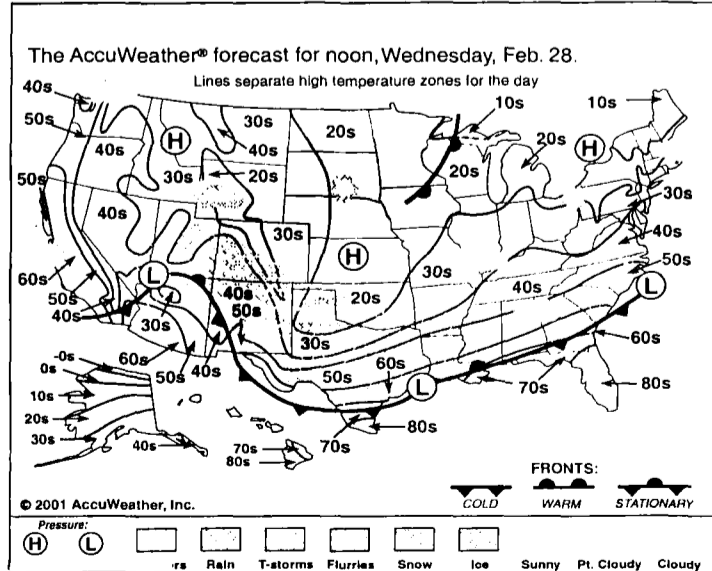 The AccuWeather® forecast for noon, Wednesday, Feb. 28.
Lines separate high temperature zones for the day
40s
10s
10s
50s
30s
20s
H
40s
40s
20s
H
50s
30s
20s
20s
30s
40s
30s
40s
H
60s
L
30s
50s
50s
40s
20s
40s
L
40s
30s
50s
30s
60s
-0s
60s
50s
40s
50s
60s
0s
L
70s
80s
10s
20s
70s
80s
30s
40s
70s
80s
FRONTS:
COLD WARM STATIONARY
© 2001 AccuWeather, Inc.
Pressure:
H L
rs Rain T-storms Flurries Snow Ice Sunny Pt. Cloudy Cloudy